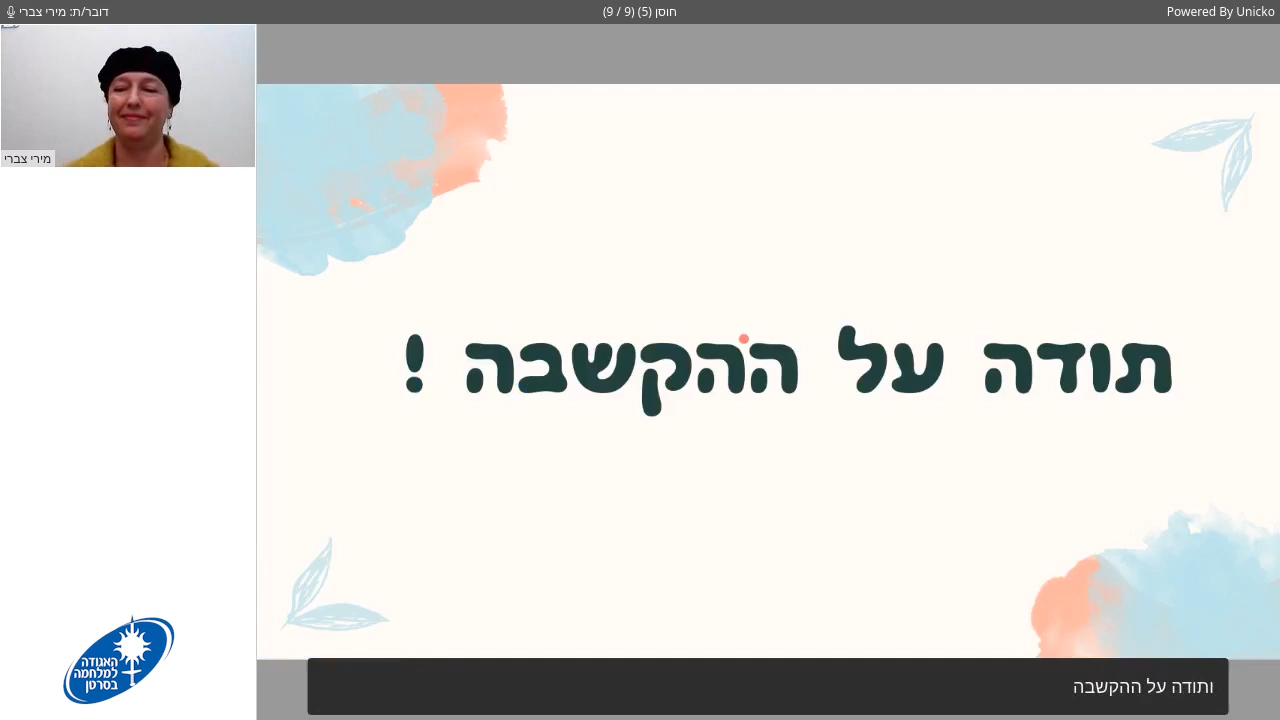 דובר/ת: מירי צברי
חוסן (5) (9 / 9)
Powered By Unicko
מירי צברי
תודה על ההקשבה !
האגודה
למלחמה
בסרטן
ותודה על ההקשבה